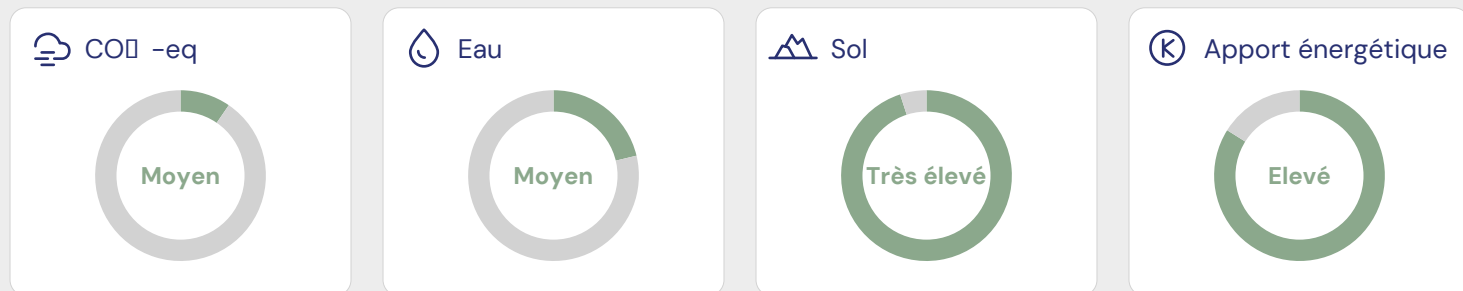 CO▯ -eq
Moyen
Eau
Moyen
Sol
Très élevé
Apport énergétique
Elevé